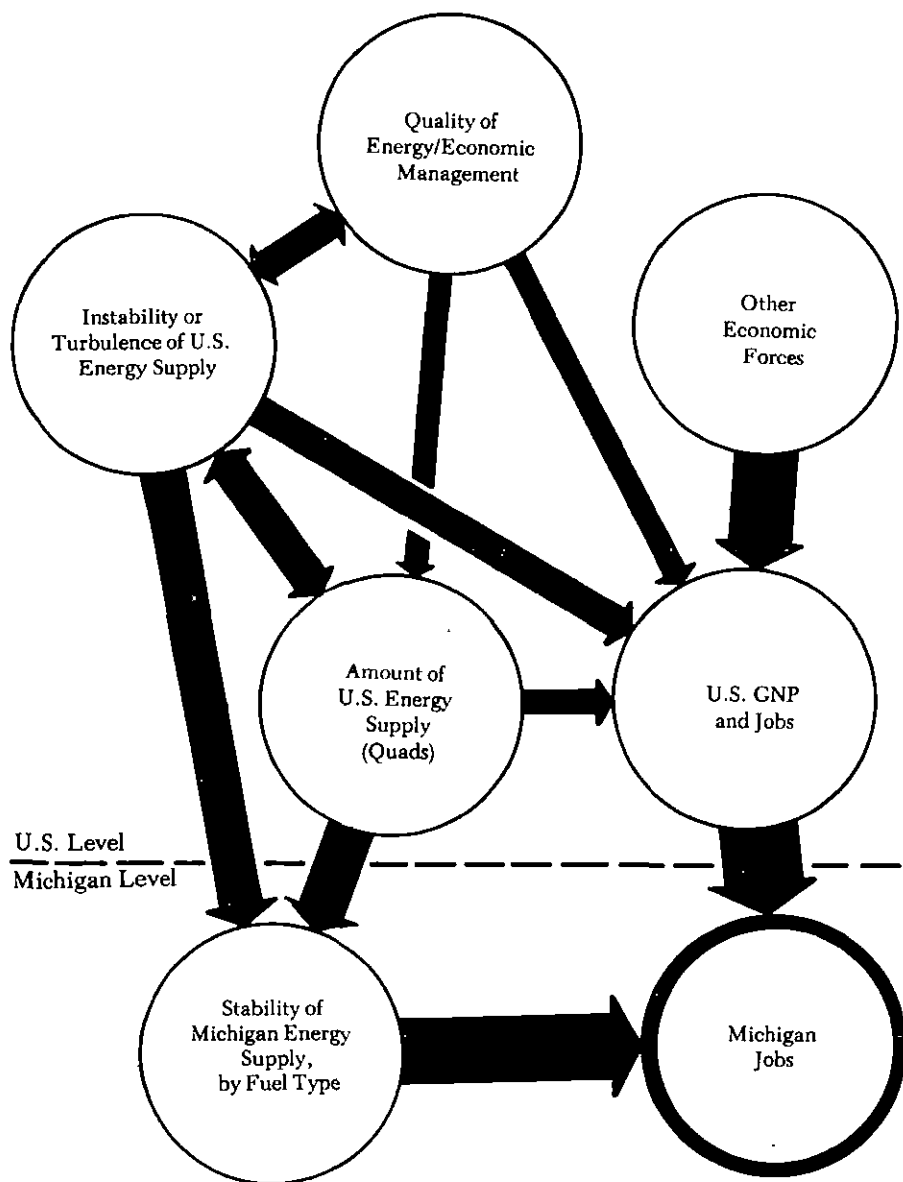 Quality of
Energy/Economic
Management
Instability or
Turbulence of U.S.
Energy Supply
Other
Economic
Forces
Amount of
U.S. Energy
Supply
(Quads)
U.S. GNP
and Jobs
U.S. Level
Michigan Level
Stability of
Michigan Energy
Supply,
by Fuel Type
Michigan
Jobs